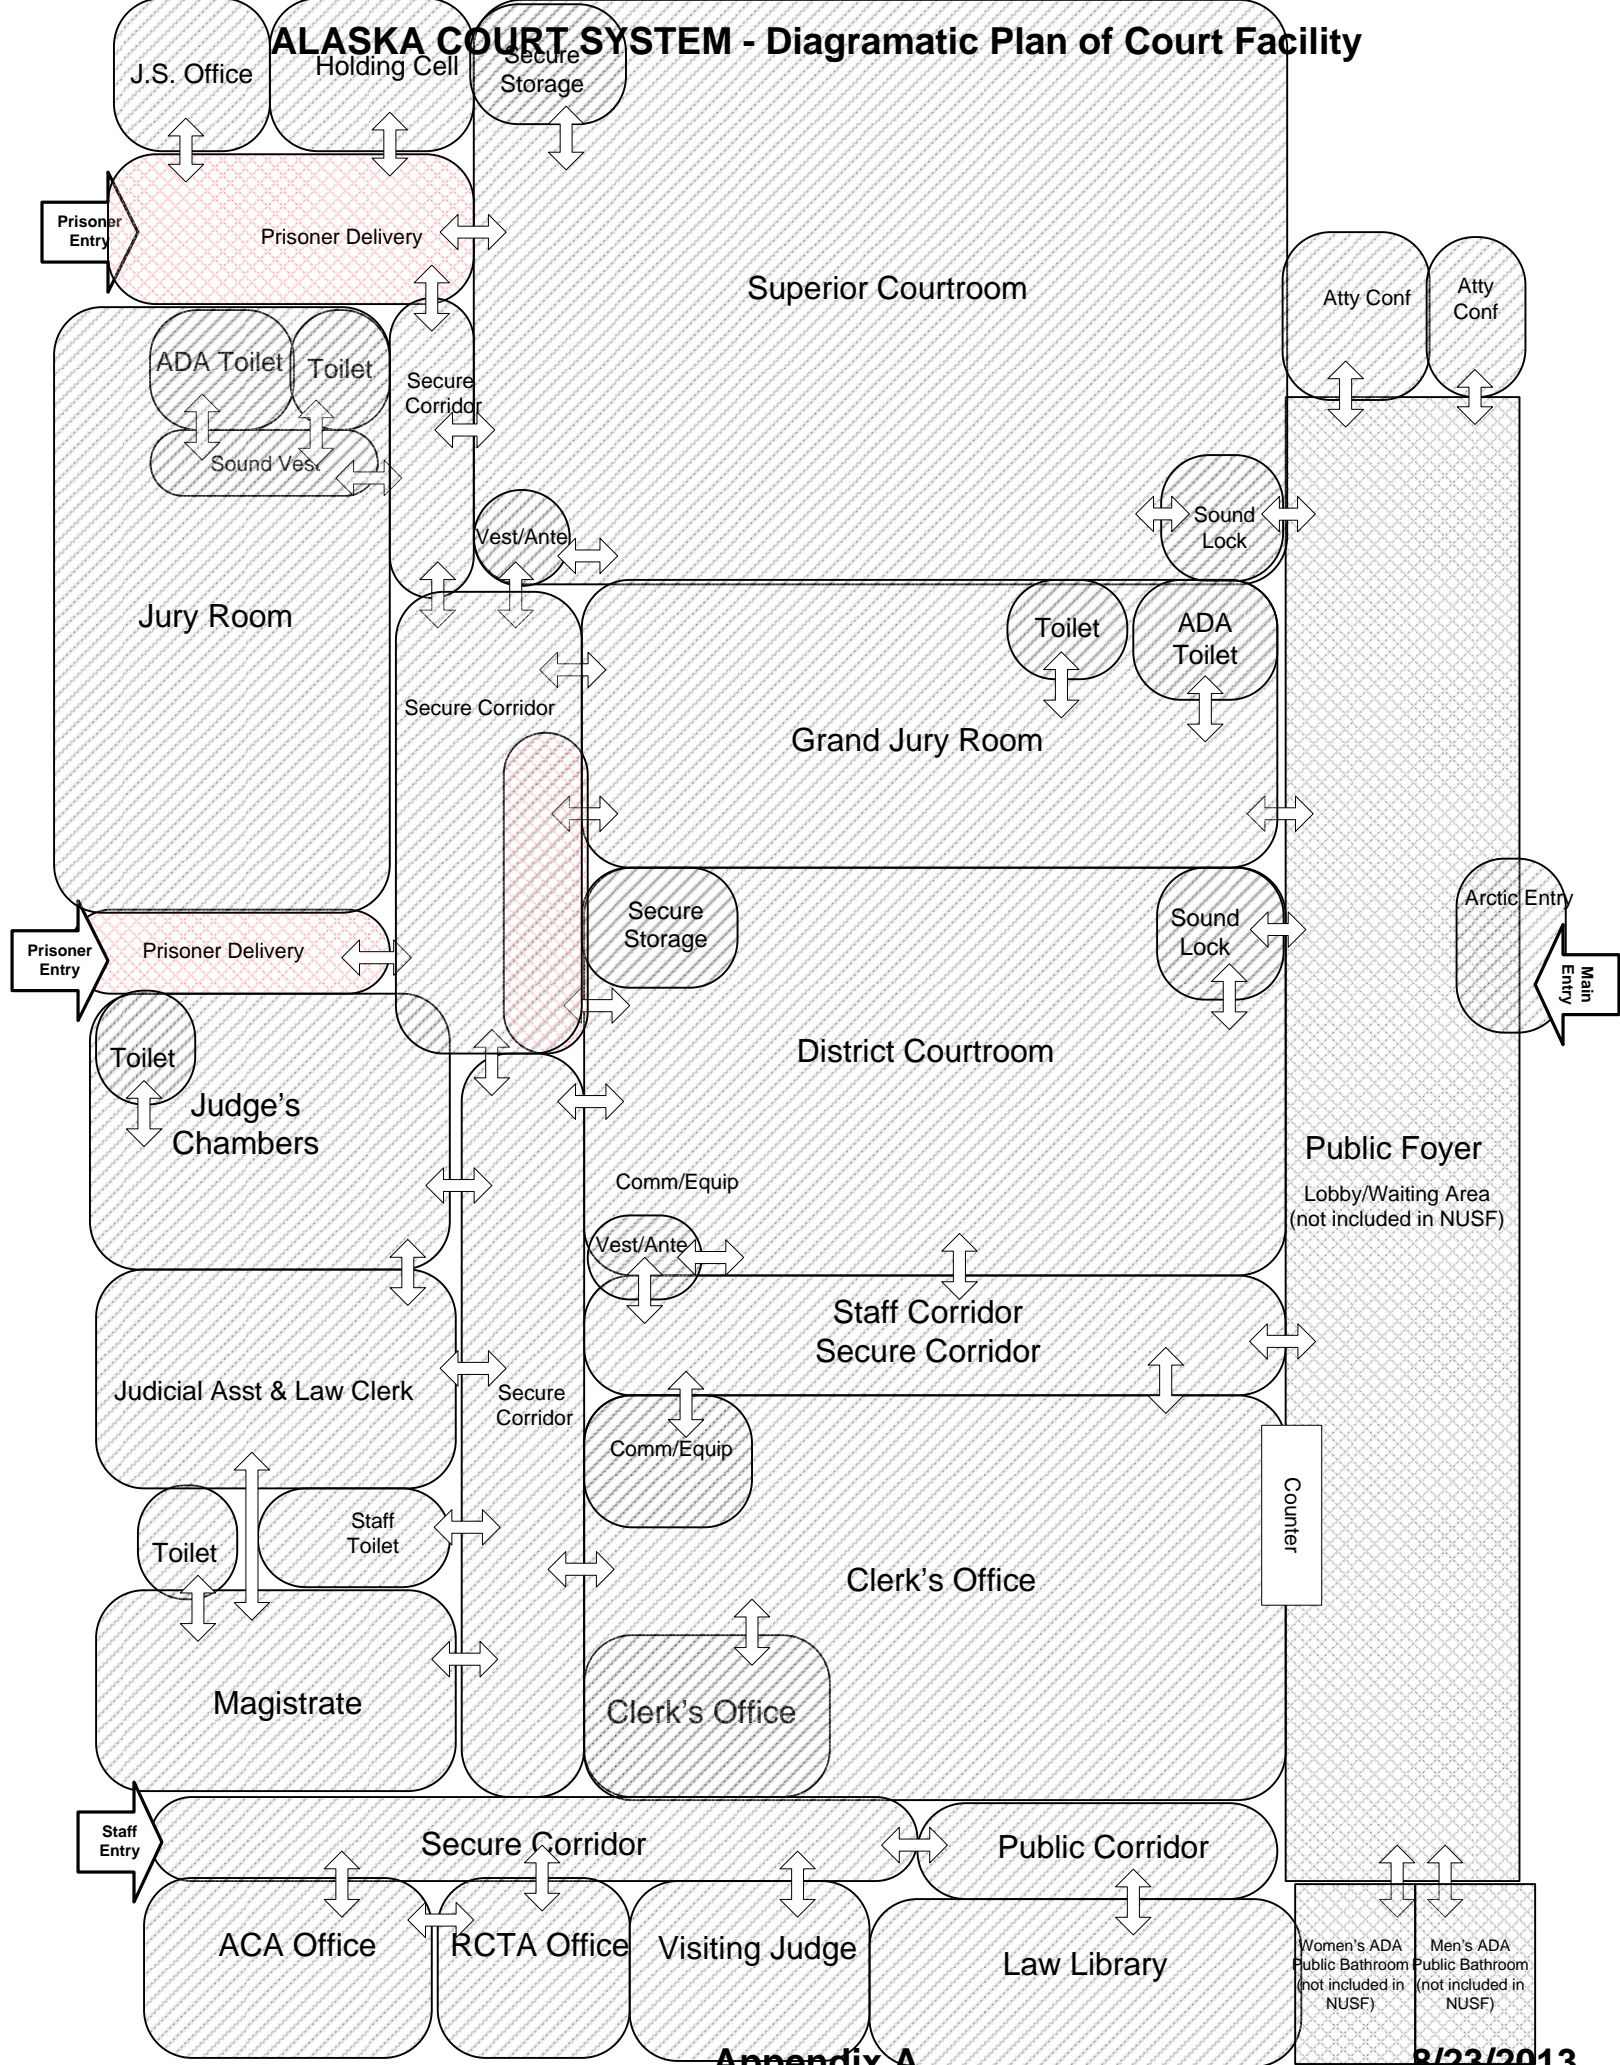 ALASKA COURT SYSTEM - Diagramatic Plan of Court Facility
J.S. Office
Holding Cell
Secure
Storage
Prisoner
Entry
Prisoner Delivery
Superior Courtroom
Atty Conf
Atty
Conf
ADA Toilet
Toilet
Secure
Corridor
Sound Vest
Vest/Ante
Sound
Lock
Jury Room
Toilet
ADA
Toilet
Secure Corridor
Grand Jury Room
Secure
Storage
Sound
Lock
Arctic Entry
Prisoner
Entry
Prisoner Delivery
Main
Entry
Toilet
Judge's
Chambers
District Courtroom
Public Foyer
Lobby/Waiting Area
(not included in NUSF)
Comm/Equip
Vest/Ante
Staff Corridor
Secure Corridor
Judicial Asst & Law Clerk
Secure
Corridor
Comm/Equip
Counter
Toilet
Staff
Toilet
Clerk's Office
Magistrate
Clerk's Office
Staff
Entry
Secure Corridor
Public Corridor
ACA Office
RCTA Office
Visiting Judge
Law Library
Women's ADA
Public Bathroom
(not included in
NUSF)
Men's ADA
Public Bathroom
(not included in
NUSF)
Appendix A
8/23/2013